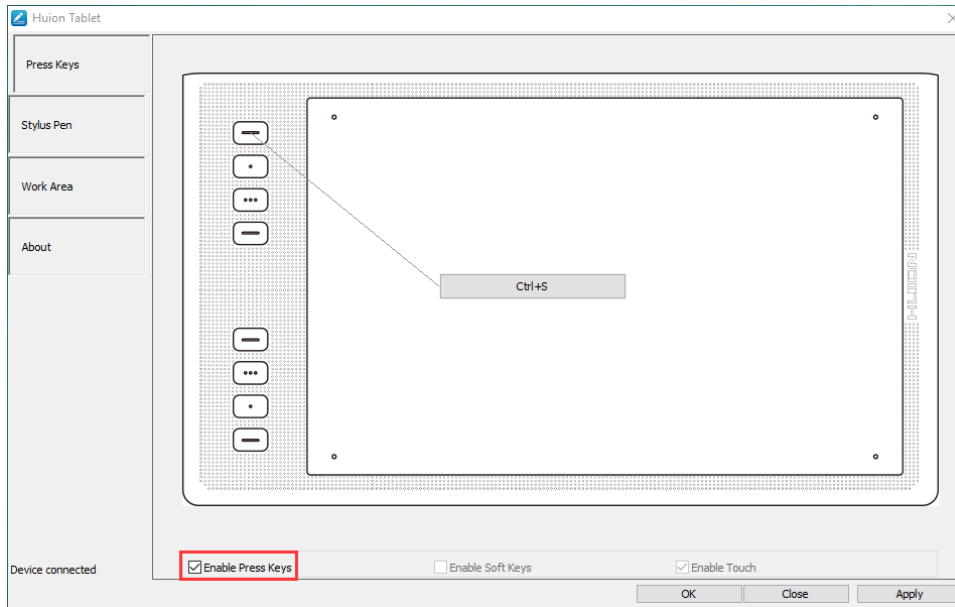 Huion Tablet
Press Keys
Stylus Pen
Work Area
About
Ctrl+S
HUION
Device connected
Enable Press Keys
Enable Soft Keys
Enable Touch
OK
Close
Apply